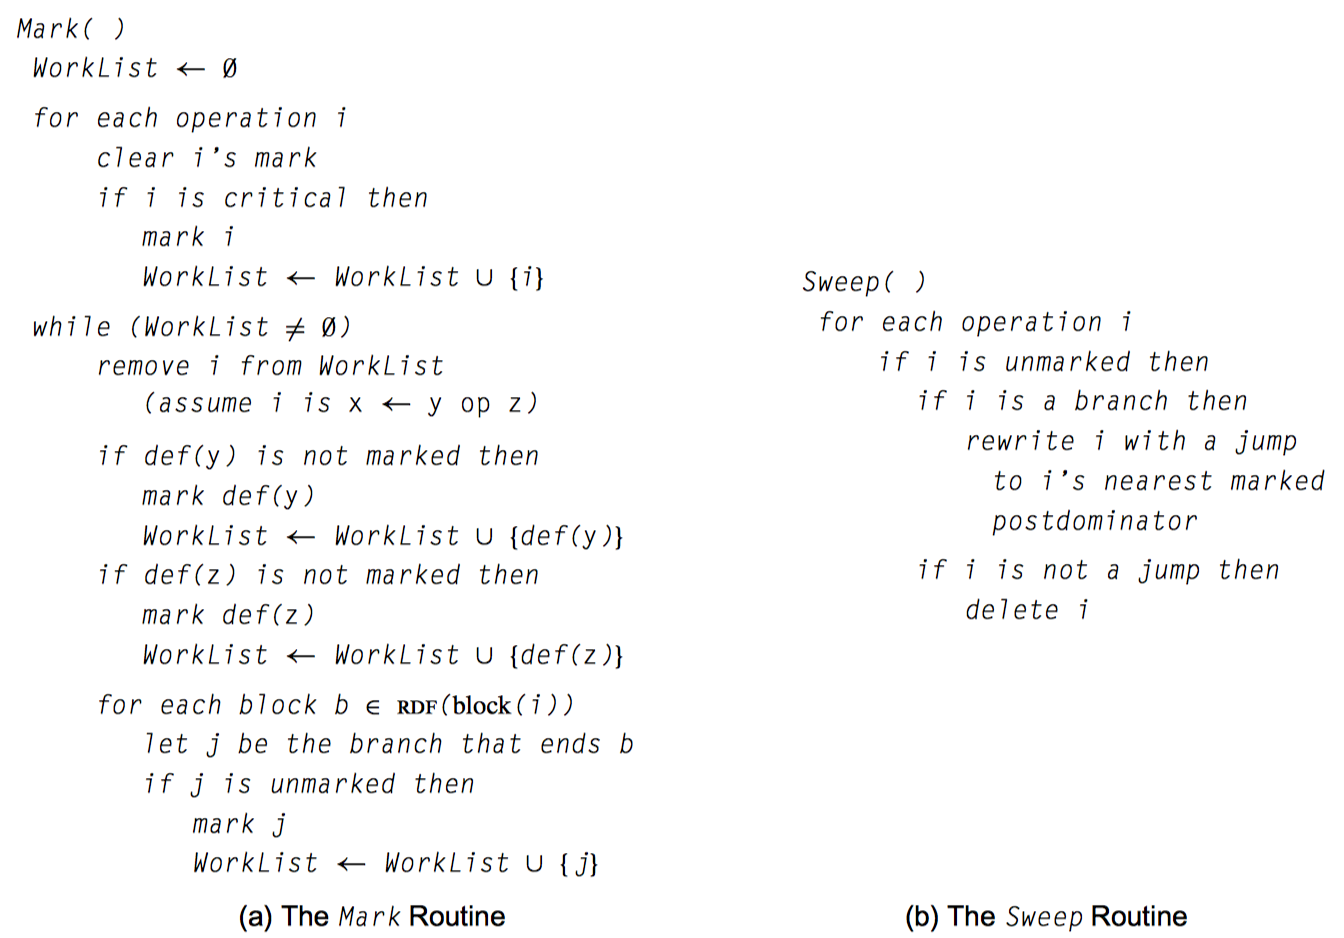 Mark( )
WorkList ← Ø
for each operation i
clear i’s mark
if i is critical then
mark i
WorkList ← WorkList ∪ {i}
while (WorkList ≠ Ø)
remove i from WorkList
(assume i is x ← y op z)
if def(y) is not marked then
mark def(y)
WorkList ← WorkList ∪ {def(y)}
if def(z) is not marked then
mark def(z)
WorkList ← WorkList ∪ {def(z)}
for each block b ∈ RDF(block(i))
let j be the branch that ends b
if j is unmarked then
mark j
WorkList ← WorkList ∪ {j}
(a) The Mark Routine
Sweep( )
for each operation i
if i is unmarked then
if i is a branch then
rewrite i with a jump
to i’s nearest marked
postdominator
if i is not a jump then
delete i
(b) The Sweep Routine